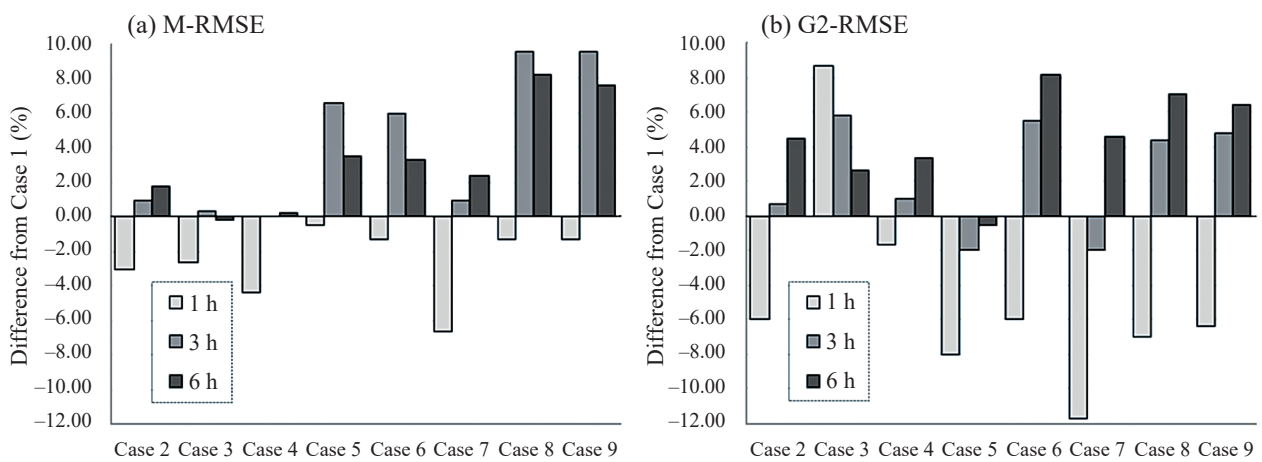 (a) M-RMSE
Difference from Case 1 (%)
10.00
8.00
6.00
4.00
2.00
0.00
–2.00
–4.00
–6.00
–8.00
–10.00
–12.00
1 h
3 h
6 h
Case 2 Case 3 Case 4 Case 5 Case 6 Case 7 Case 8 Case 9
(b) G2-RMSE
Difference from Case 1 (%)
10.00
8.00
6.00
4.00
2.00
0.00
–2.00
–4.00
–6.00
–8.00
–10.00
–12.00
1 h
3 h
6 h
Case 2 Case 3 Case 4 Case 5 Case 6 Case 7 Case 8 Case 9